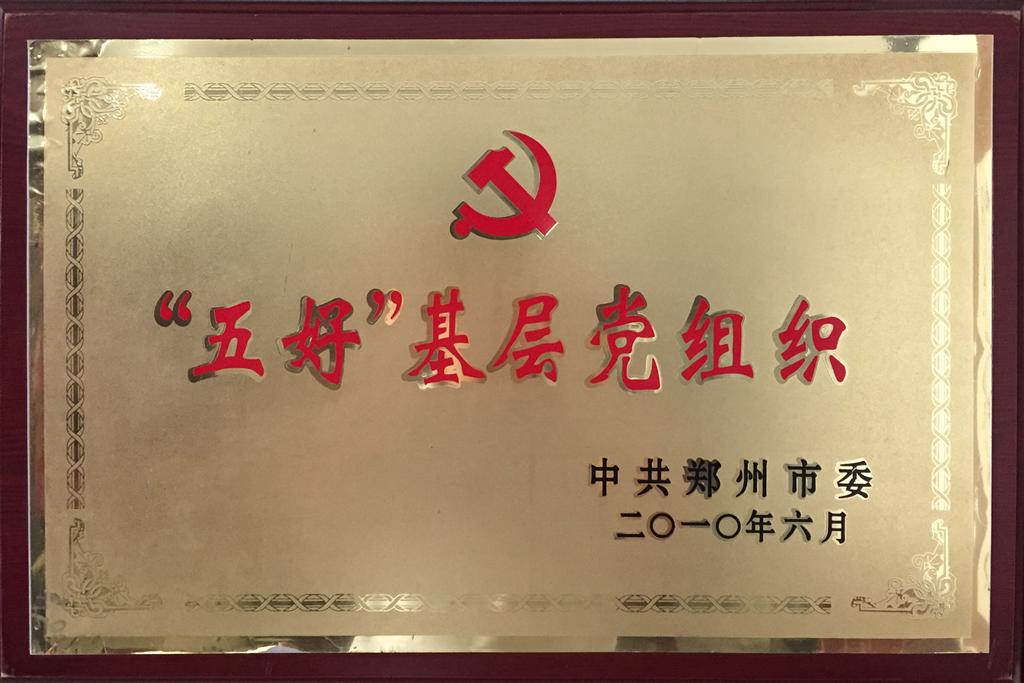 “五好”基层党组织
中共郑州市委
二〇一〇年六月